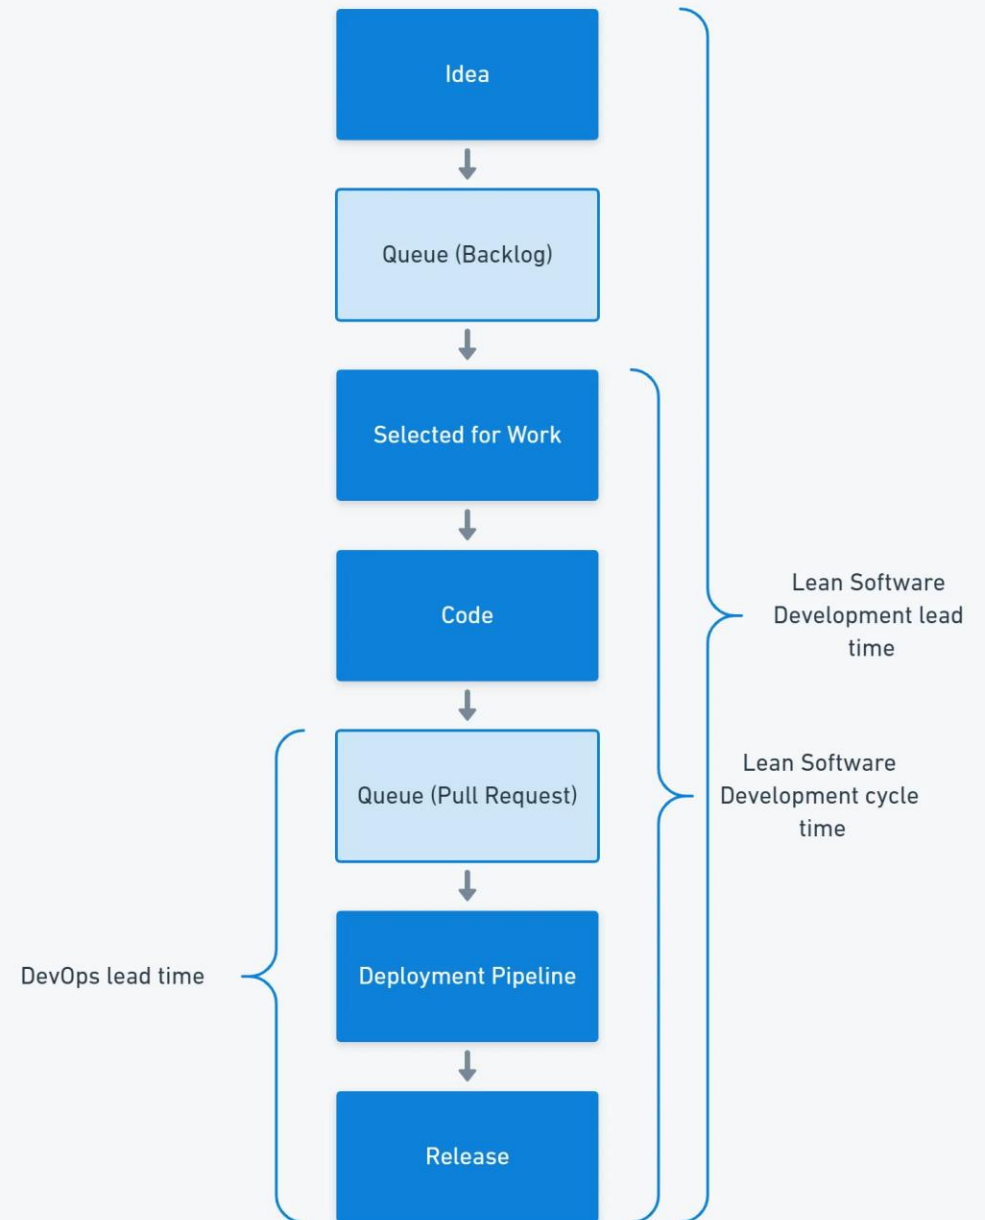 Idea
Queue (Backlog)
Selected for Work
Code
Lean Software
Development lead
time
Queue (Pull Request)
Lean Software
Development cycle
time
DevOps lead time
Deployment Pipeline
Release